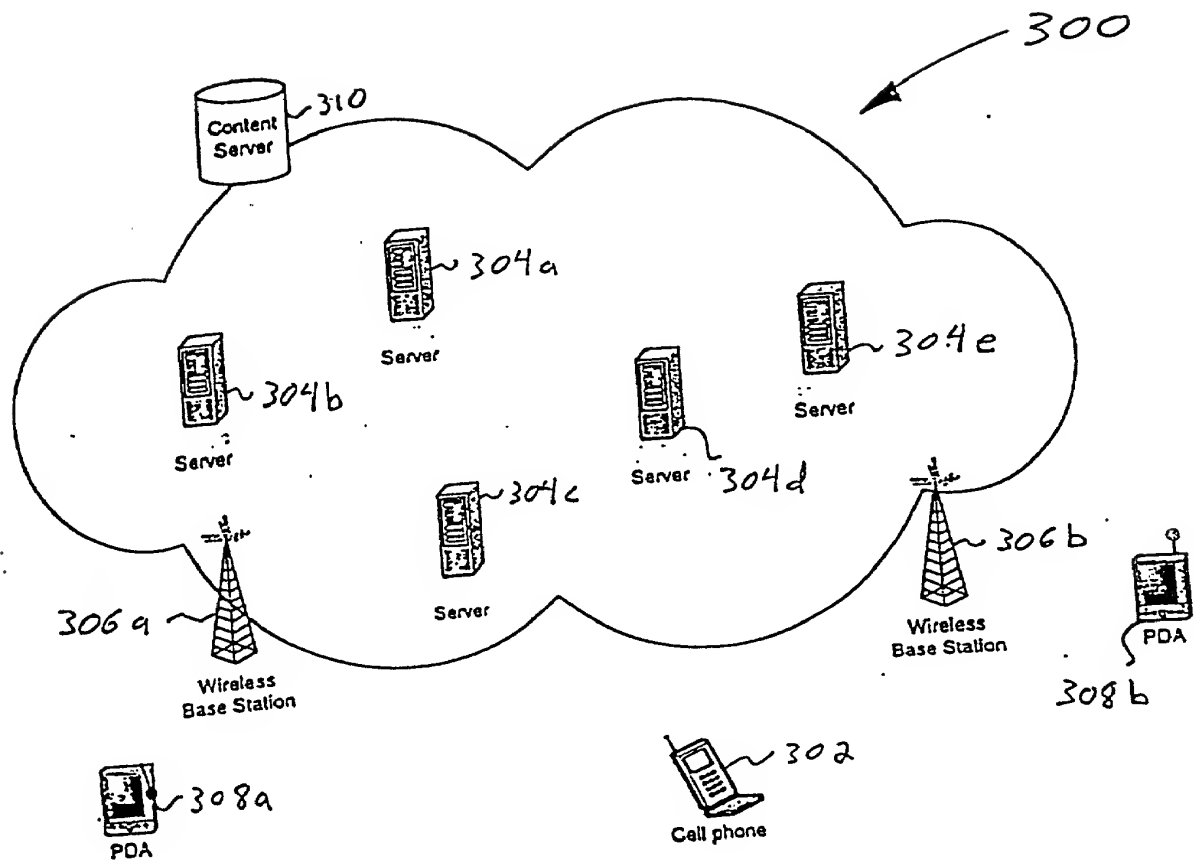 300
310
Content
Server
304a
Server
304e
Server
304b
Server
304d
Server
304c
Server
306a
Wireless
Base Station
306b
Wireless
Base Station
308b
PDA
308a
PDA
302
Cell phone